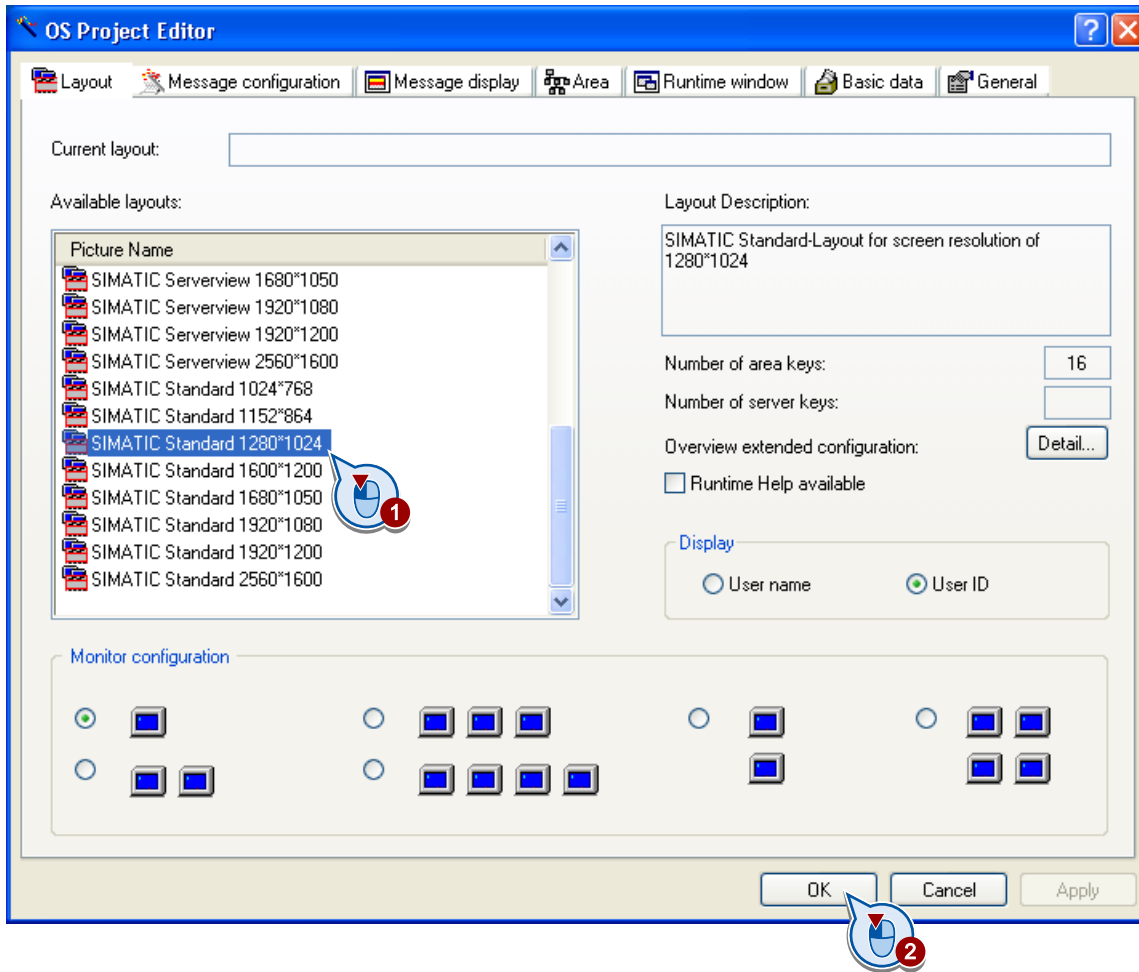 OS Project Editor
Layout
Message configuration
Message display
Area
Runtime window
Basic data
General
Current layout:
Available layouts:
Picture Name
SIMATIC Serverview 1680*1050
SIMATIC Serverview 1920*1080
SIMATIC Serverview 1920*1200
SIMATIC Serverview 2560*1600
SIMATIC Standard 1024*768
SIMATIC Standard 1152*864
SIMATIC Standard 1280*1024
SIMATIC Standard 1600*1200
SIMATIC Standard 1680*1050
SIMATIC Standard 1920*1080
SIMATIC Standard 1920*1200
SIMATIC Standard 2560*1600
1
Layout Description:
SIMATIC Standard-Layout for screen resolution of
1280*1024
Number of area keys:
16
Number of server keys:
Overview extended configuration:
Detail...
Runtime Help available
Display
User name
User ID
Monitor configuration
OK
Cancel
Apply
2